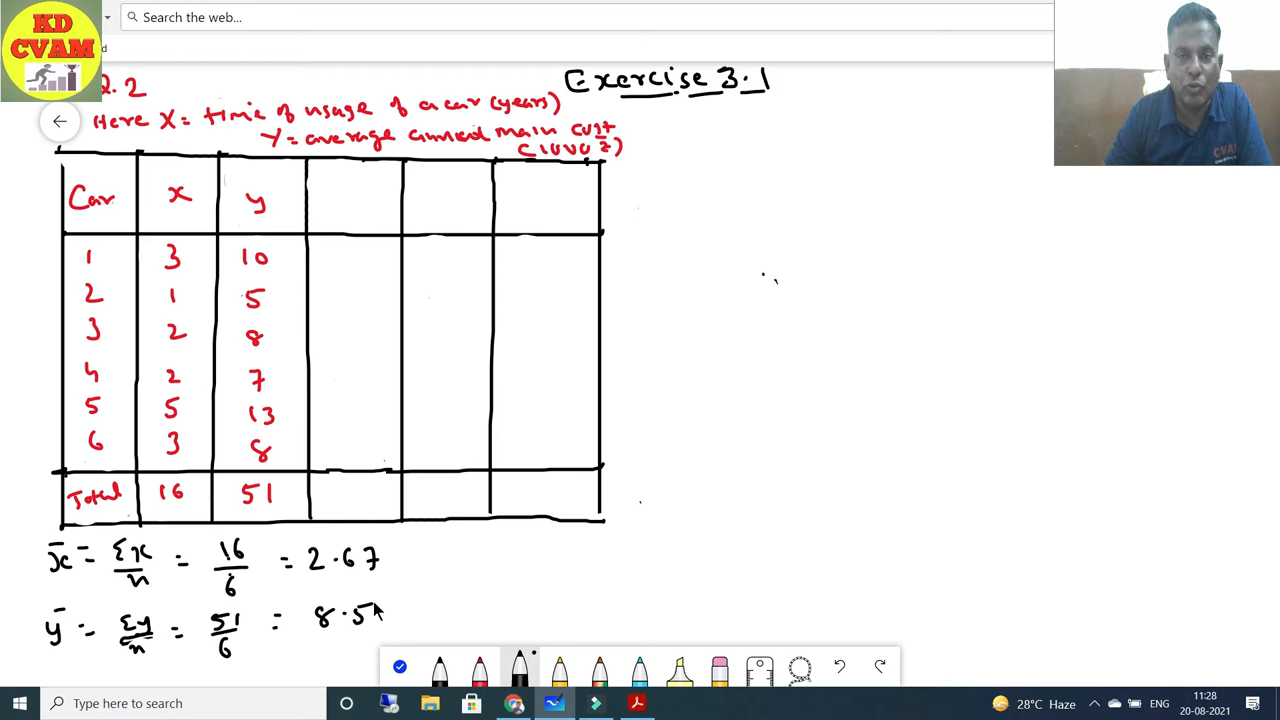 KD
CVAM
Search the web...
Q.2
Exercise 3.1
Here X = time of usage of a car (years)
Y = average annual main cost
Car x y
1 3 10
2 1 5
3 2 8
4 2 7
5 5 13
6 3 8
Total 16 51
x̄ = Σx/n = 16/6 = 2.67
ȳ = Σy/n = 51/6 = 8.5
CVAM
Type here to search
28°C Haze
ENG
11:28
20-08-2021